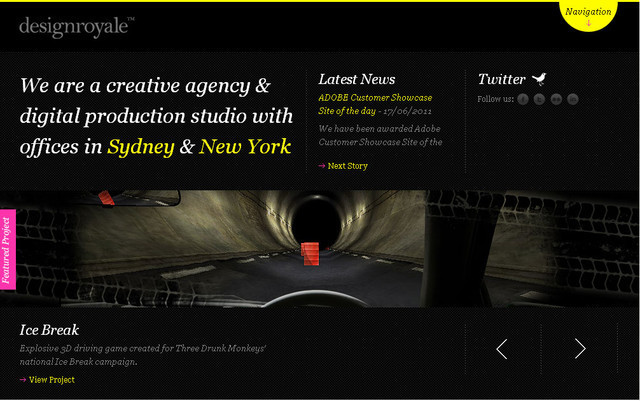 designroyale™
Navigation
We are a creative agency &
digital production studio with
offices in Sydney & New York
Latest News
ADOBE Customer Showcase
Site of the day - 17/06/2011
We have been awarded Adobe
Customer Showcase Site of the
Next Story
Twitter
Follow us:
Featured Project
Ice Break
Explosive 3D driving game created for Three Drunk Monkeys'
national Ice Break campaign.
View Project